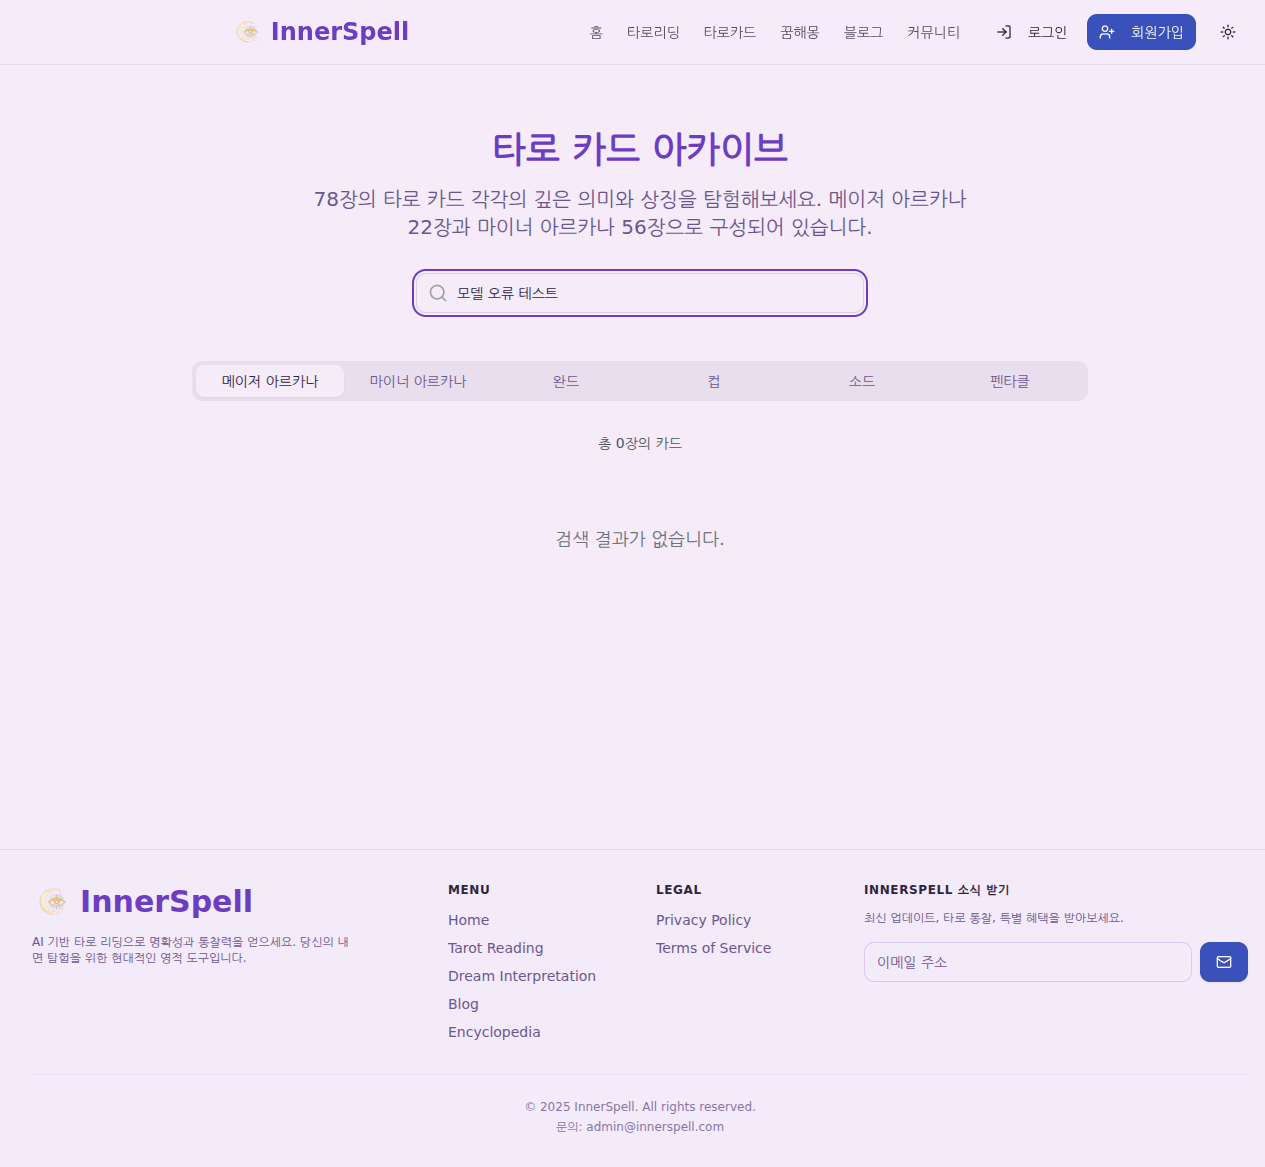 InnerSpell
홈 타로리딩 타로카드 꿈해몽 블로그 커뮤니티 로그인 회원가입
타로 카드 아카이브
78장의 타로 카드 각각의 깊은 의미와 상징을 탐험해보세요. 메이저 아르카나
22장과 마이너 아르카나 56장으로 구성되어 있습니다.
모델 오류 테스트
메이저 아르카나 마이너 아르카나 완드 컵 소드 펜타클
총 0장의 카드
검색 결과가 없습니다.
InnerSpell
AI 기반 타로 리딩으로 명확성과 통찰력을 얻으세요. 당신의 내
면 탐험을 위한 현대적인 영적 도구입니다.
MENU
Home
Tarot Reading
Dream Interpretation
Blog
Encyclopedia
LEGAL
Privacy Policy
Terms of Service
INNERSPELL 소식 받기
최신 업데이트, 타로 통찰, 특별 혜택을 받아보세요.
이메일 주소
© 2025 InnerSpell. All rights reserved.
문의: admin@innerspell.com